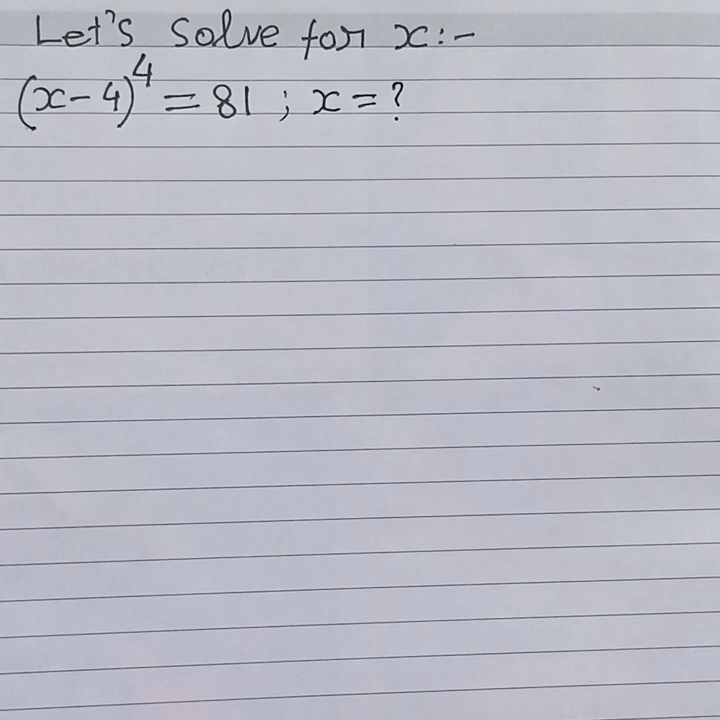 Let's solve for x:-
(x-4)⁴ = 81 ; x = ?